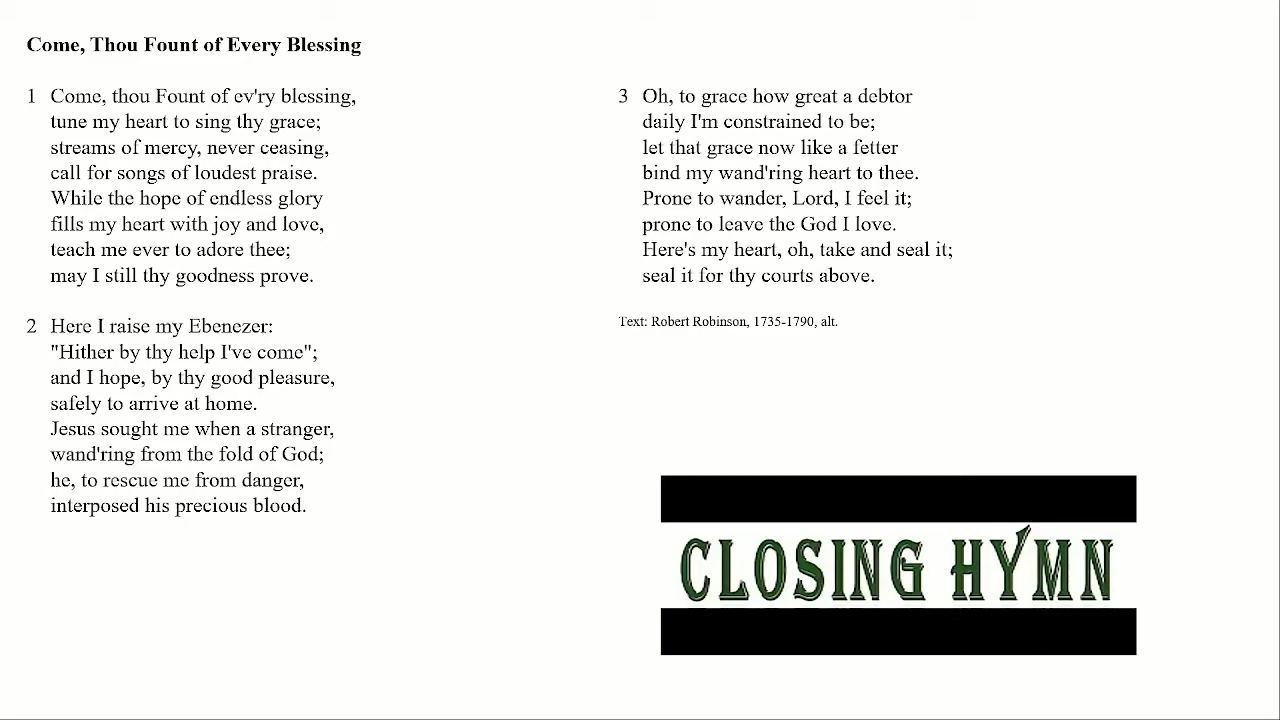 Come, Thou Fount of Every Blessing
1 Come, thou Fount of ev'ry blessing,
tune my heart to sing thy grace;
streams of mercy, never ceasing,
call for songs of loudest praise.
While the hope of endless glory
fills my heart with joy and love,
teach me ever to adore thee;
may I still thy goodness prove.
2 Here I raise my Ebenezer:
"Hither by thy help I've come";
and I hope, by thy good pleasure,
safely to arrive at home.
Jesus sought me when a stranger,
wand'ring from the fold of God;
he, to rescue me from danger,
interposed his precious blood.
3 Oh, to grace how great a debtor
daily I'm constrained to be;
let that grace now like a fetter
bind my wand'ring heart to thee.
Prone to wander, Lord, I feel it;
prone to leave the God I love.
Here's my heart, oh, take and seal it;
seal it for thy courts above.
Text: Robert Robinson, 1735-1790, alt.
CLOSING HYMN